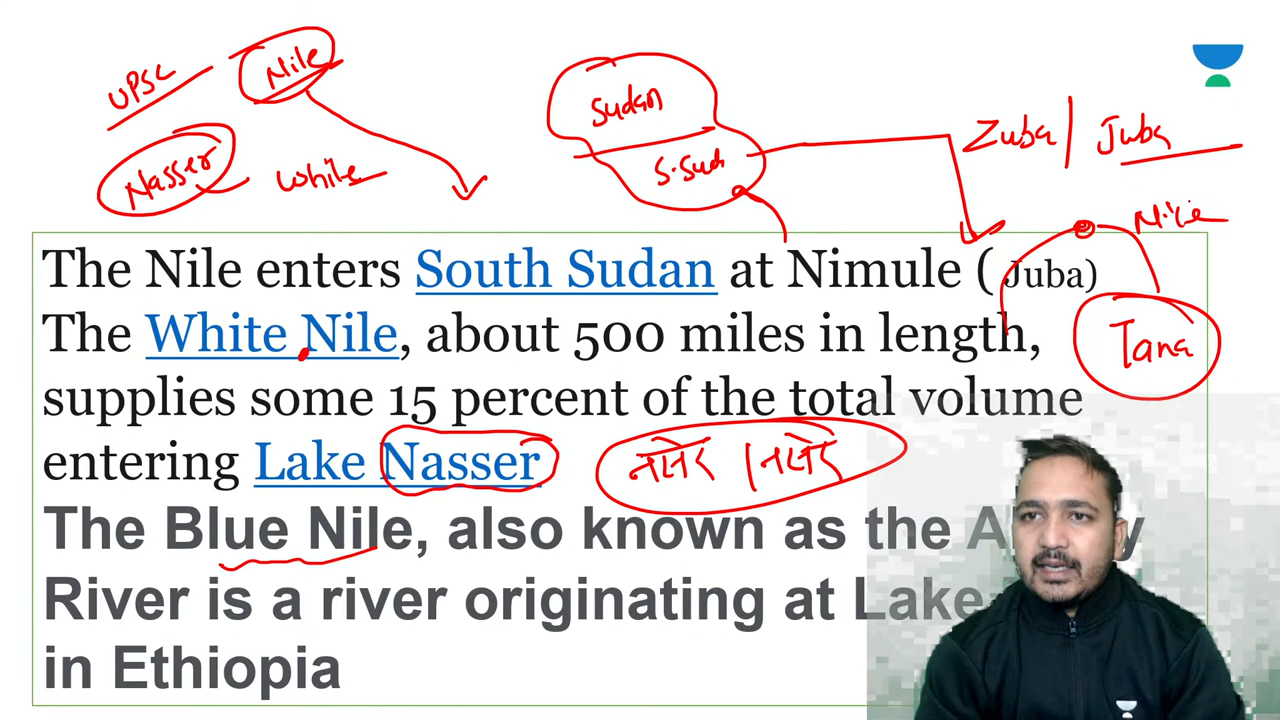 UPSC Nile
Nasser White
Sudan
S.Sud
Zuba / Juba
Nile
Tana
The Nile enters South Sudan at Nimule ( Juba)
The White Nile, about 500 miles in length,
supplies some 15 percent of the total volume
entering Lake Nasser
नासेर / नसेर
The Blue Nile, also known as the
River is a river originating at Lake
in Ethiopia